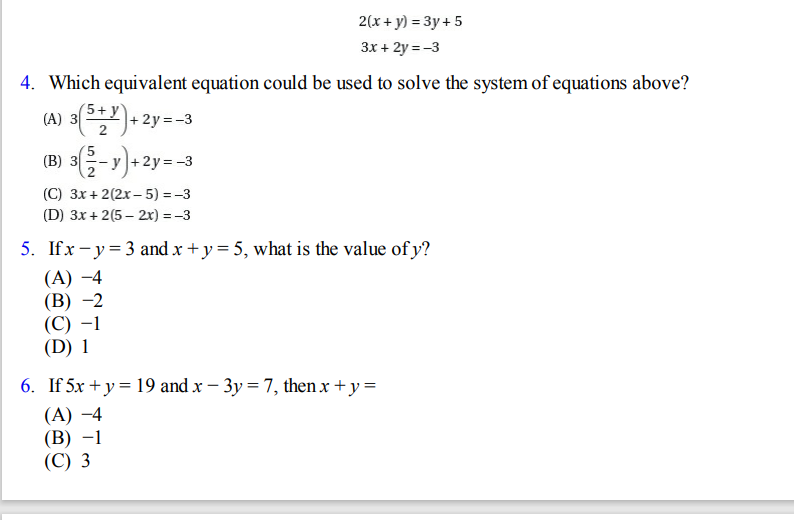 2(x + y) = 3y + 5
3x + 2y = –3
4. Which equivalent equation could be used to solve the system of equations above?
(A) 3((5 + y)/2) + 2y = –3
(B) 3(5/2 – y) + 2y = –3
(C) 3x + 2(2x – 5) = –3
(D) 3x + 2(5 – 2x) = –3
5. If x − y = 3 and x + y = 5, what is the value of y?
(A) −4
(B) −2
(C) −1
(D) 1
6. If 5x + y = 19 and x − 3y = 7, then x + y =
(A) −4
(B) −1
(C) 3